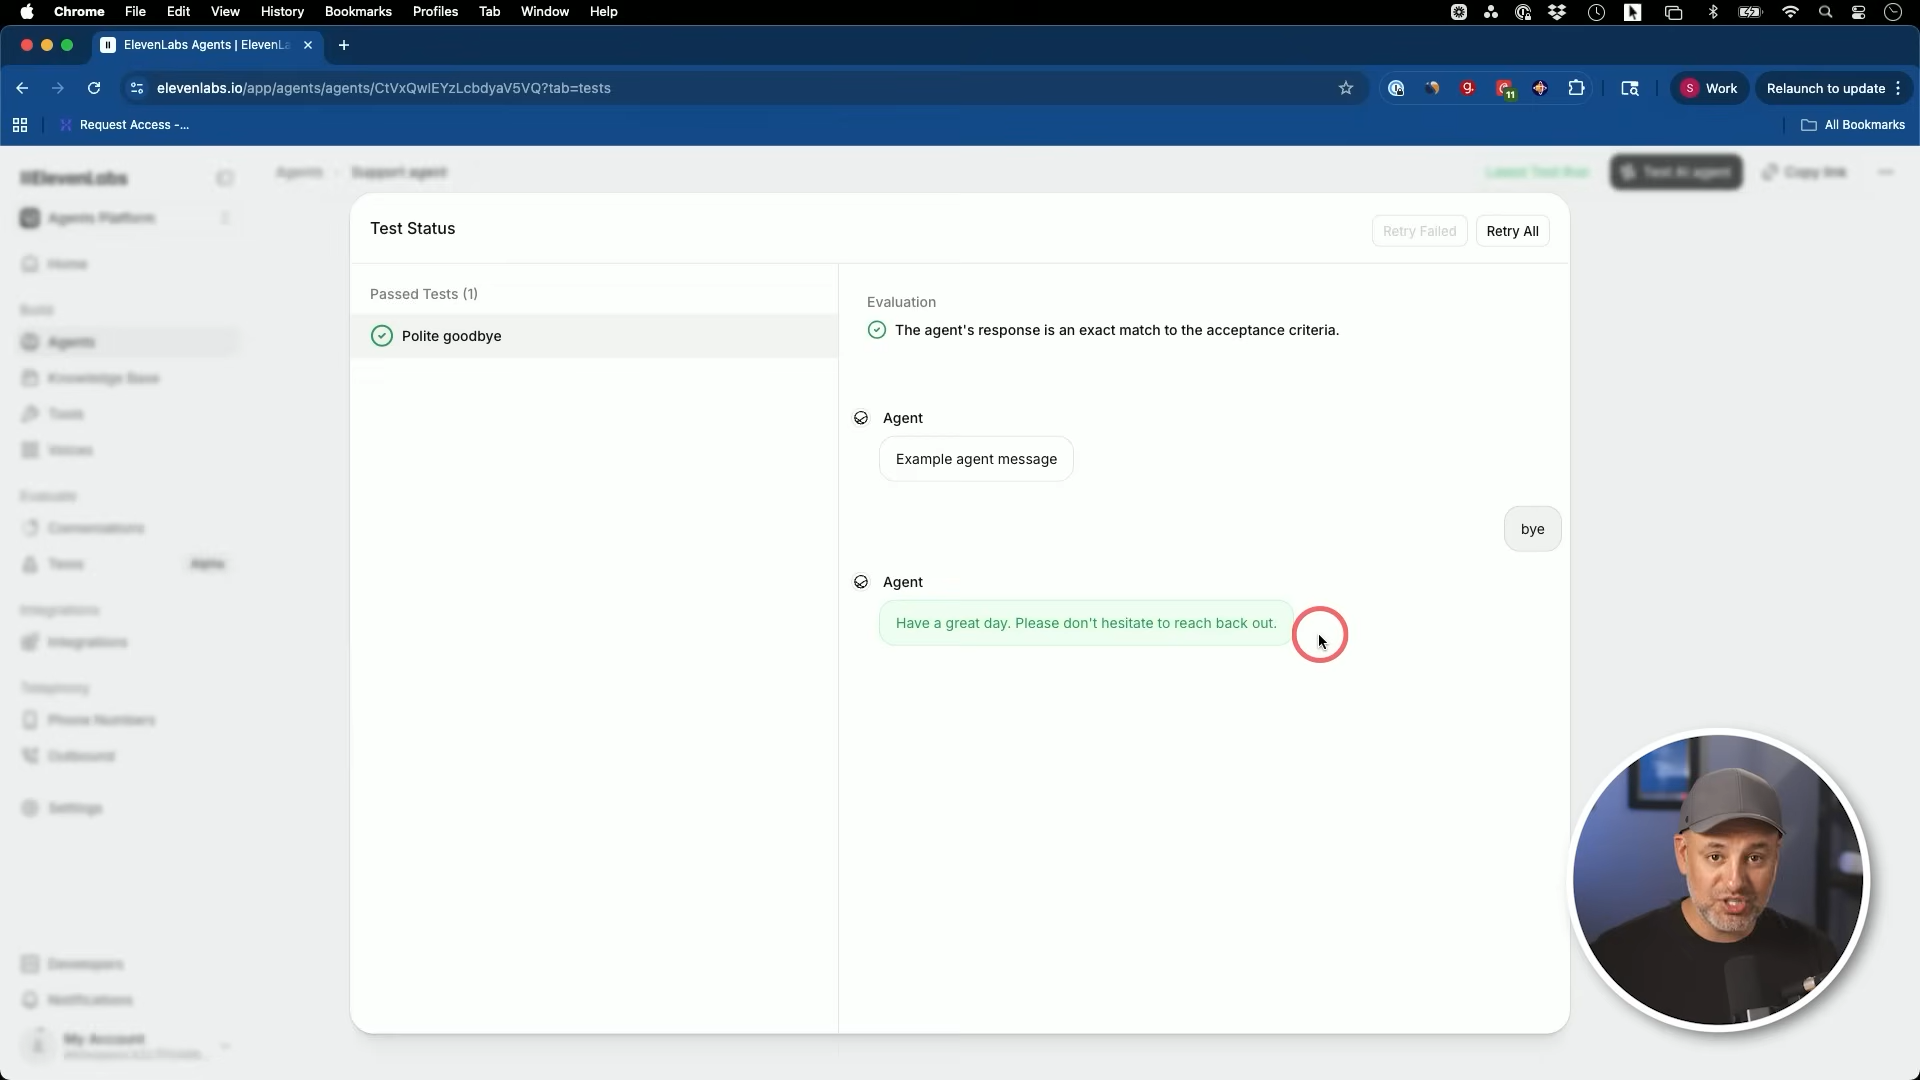 Chrome File Edit View History Bookmarks Profiles Tab Window Help
ElevenLabs Agents | ElevenLa
elevenlabs.io/app/agents/agents/CtVxQwlEYzLcbdyaV5VQ?tab=tests
g.
11
S Work
Relaunch to update
Request Access -...
All Bookmarks
IIElevenLabs
Agents Support agent
Latest Test Run
Test AI agent
Copy link
Agents Platform
Home
Build
Agents
Knowledge Base
Tools
Voices
Evaluate
Conversations
Tests Alpha
Integrations
Integrations
Telephony
Phone Numbers
Outbound
Settings
Developers
Notifications
My Account
Test Status
Retry Failed
Retry All
Passed Tests (1)
Polite goodbye
Evaluation
The agent's response is an exact match to the acceptance criteria.
Agent
Example agent message
bye
Agent
Have a great day. Please don't hesitate to reach back out.